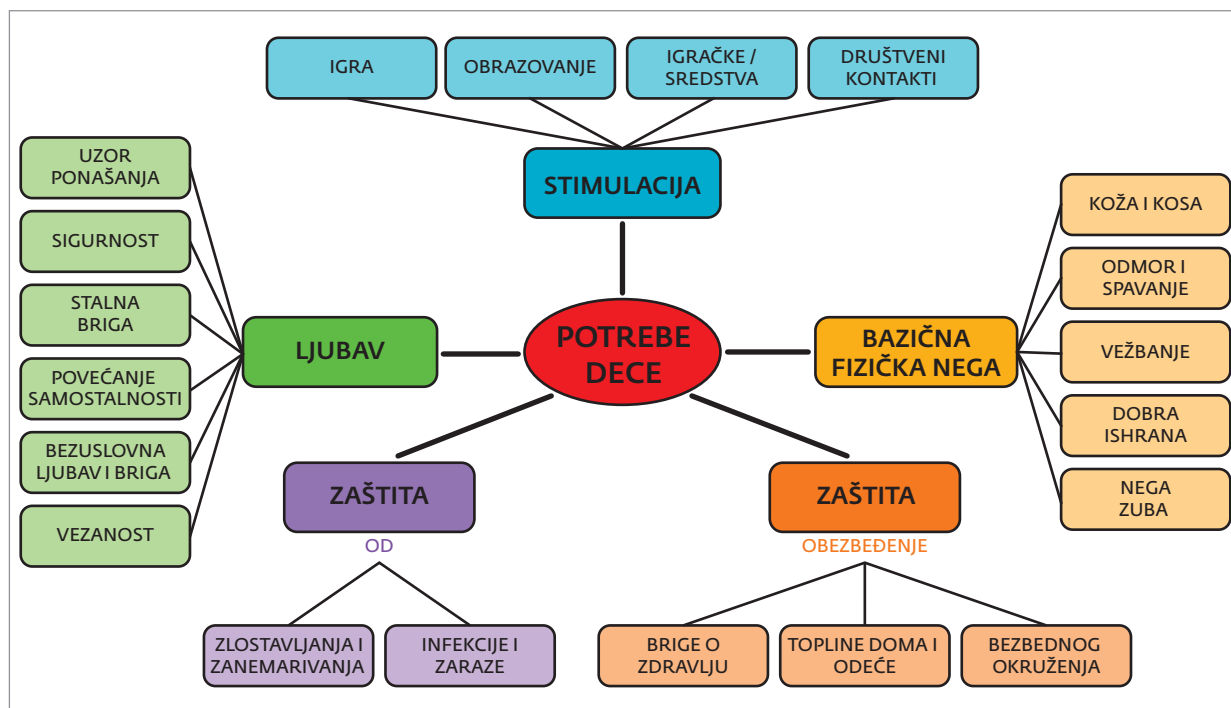 IGRA
OBRAZOVANJE
IGRAČKE /
SREDSTVA
DRUŠTVENI
KONTAKTI
STIMULACIJA
UZOR
PONAŠANJA
SIGURNOST
STALNA
BRIGA
POVEĆANJE
SAMOSTALNOSTI
BEZUSLOVNA
LJUBAV I BRIGA
VEZANOST
LJUBAV
POTREBE
DECE
BAZIČNA
FIZIČKA NEGA
KOŽA I KOSA
ODMOR I
SPAVANJE
VEŽBANJE
DOBRA
ISHRANA
NEGA
ZUBA
ZAŠTITA
OD
ZLOSTAVLJANJA I
ZANEMARIVANJA
INFEKCIJE I
ZARAZE
ZAŠTITA
OBEZBEĐENJE
BRIGE O
ZDRAVLJU
TOPLINE DOMA I
ODEĆE
BEZBEDNOG
OKRUŽENJA